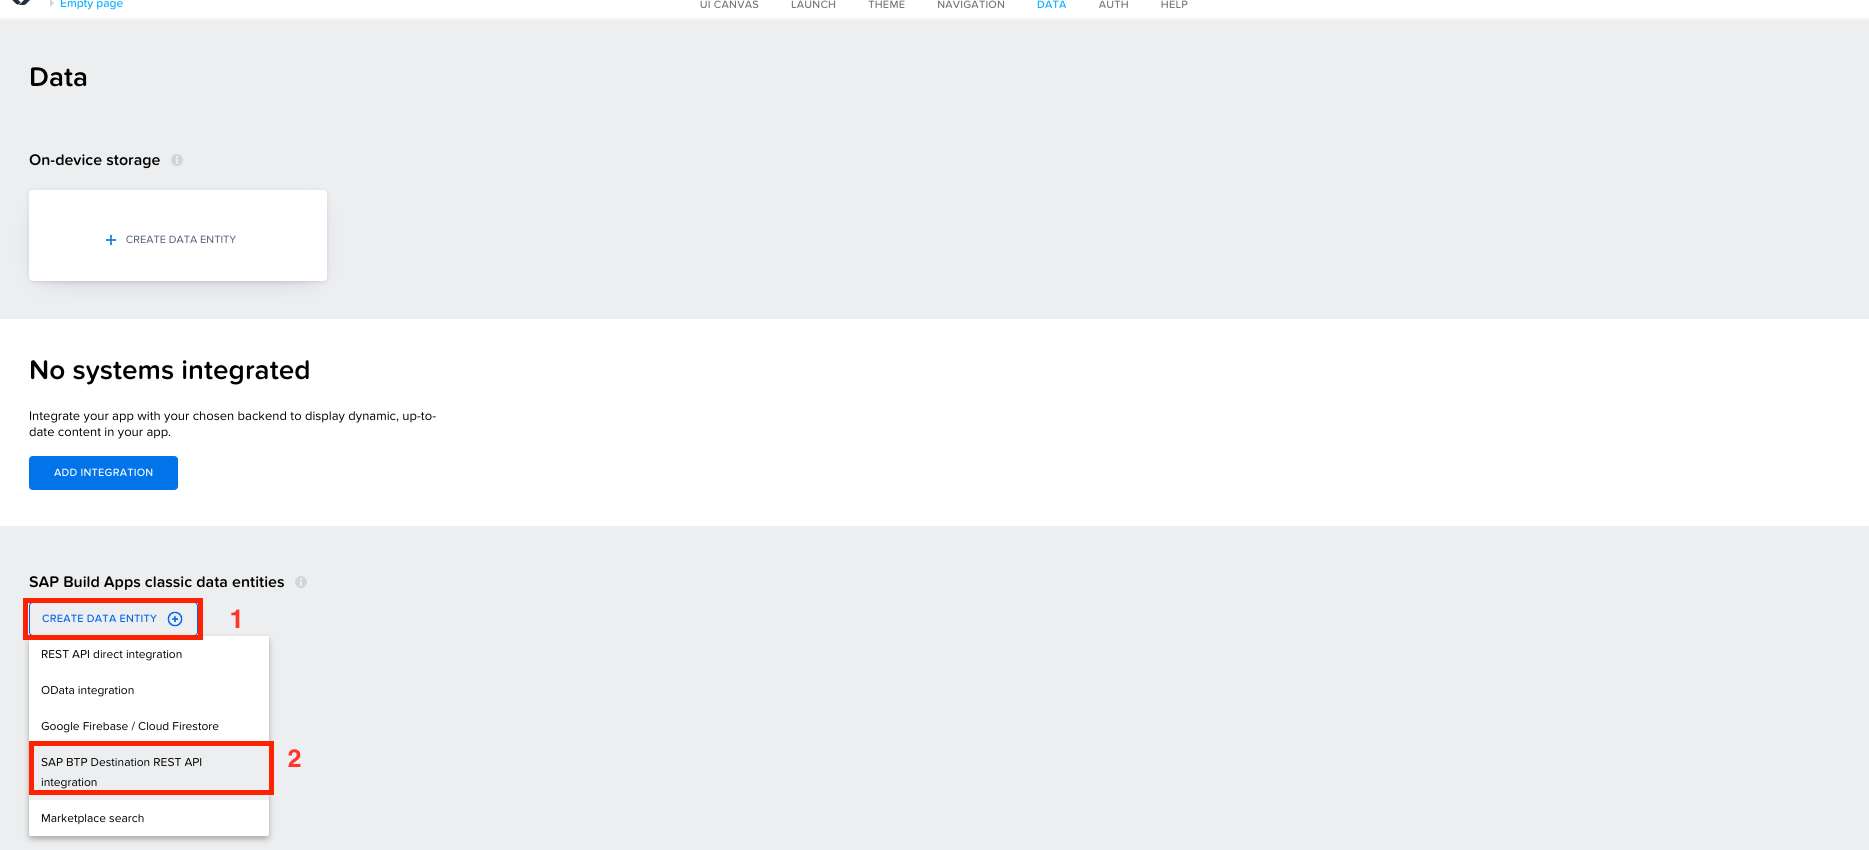 Empty page
UI CANVAS LAUNCH THEME NAVIGATION DATA AUTH HELP
Data
On-device storage
CREATE DATA ENTITY
No systems integrated
Integrate your app with your chosen backend to display dynamic, up-to-
date content in your app.
ADD INTEGRATION
SAP Build Apps classic data entities
CREATE DATA ENTITY 1
REST API direct integration
OData integration
Google Firebase / Cloud Firestore
SAP BTP Destination REST API
integration
2
Marketplace search